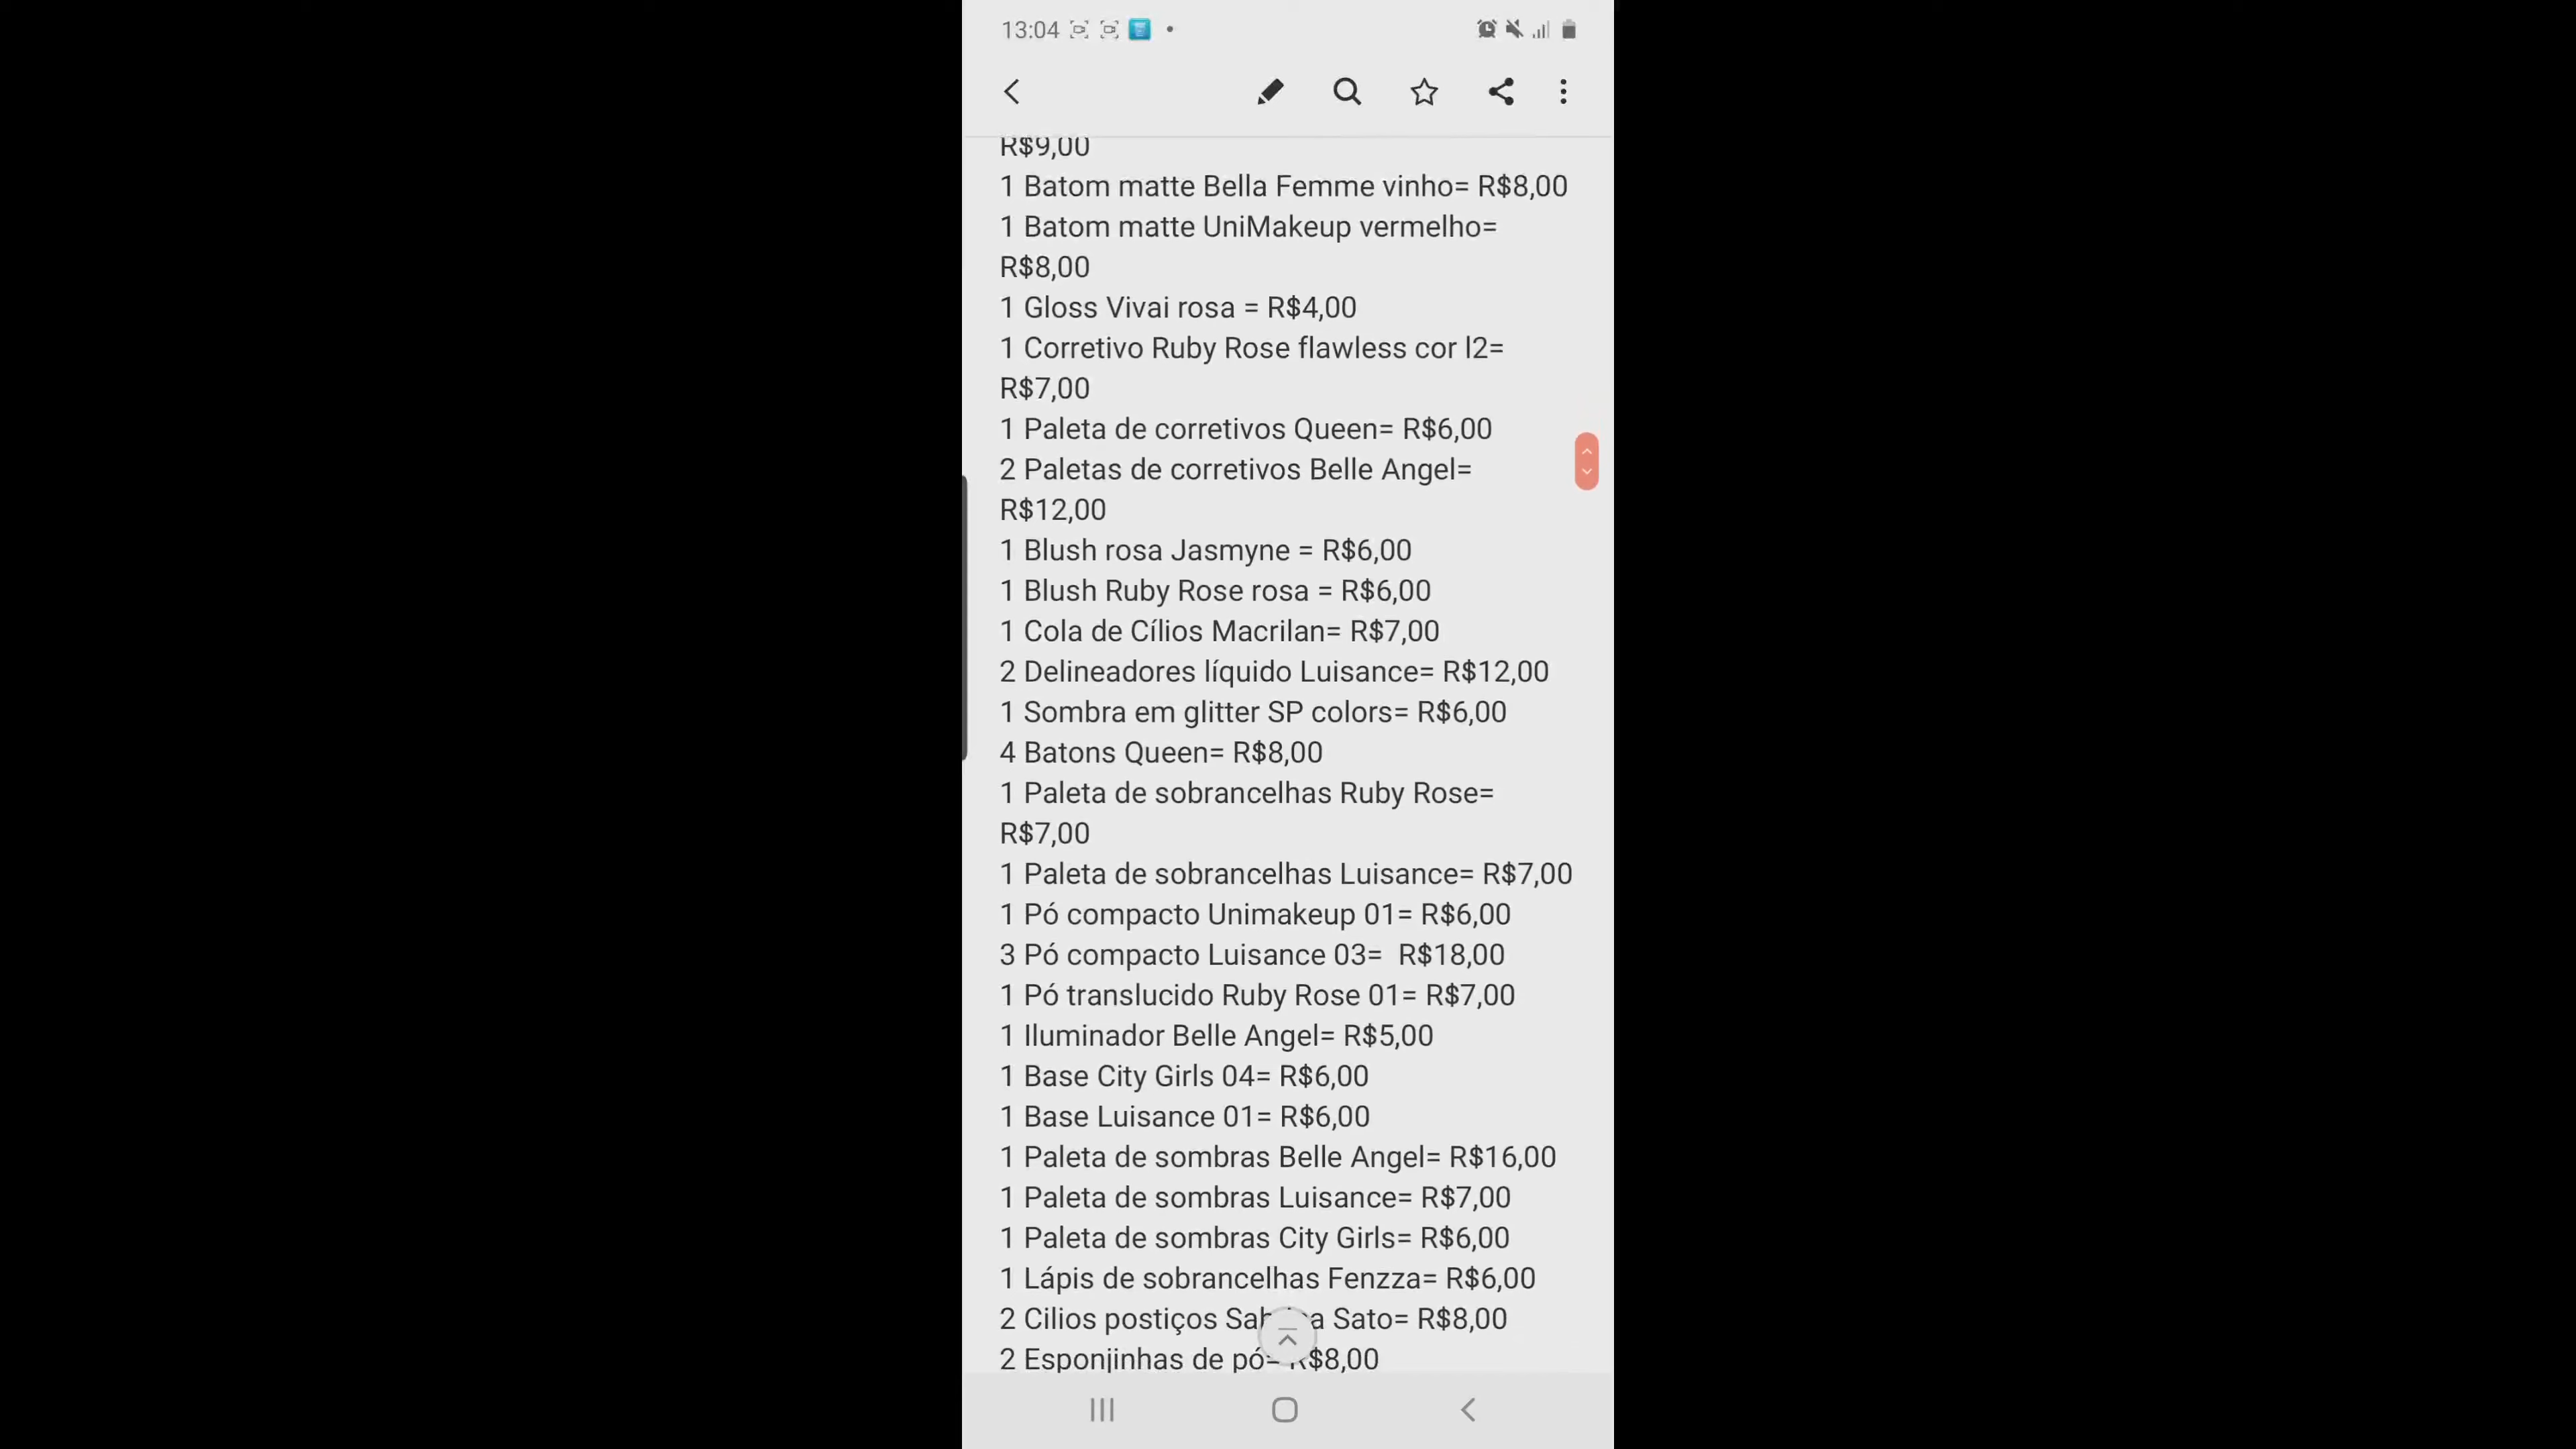 13:04
R$9,00
1 Batom matte Bella Femme vinho= R$8,00
1 Batom matte UniMakeup vermelho=
R$8,00
1 Gloss Vivai rosa = R$4,00
1 Corretivo Ruby Rose flawless cor l2=
R$7,00
1 Paleta de corretivos Queen= R$6,00
2 Paletas de corretivos Belle Angel=
R$12,00
1 Blush rosa Jasmyne = R$6,00
1 Blush Ruby Rose rosa = R$6,00
1 Cola de Cílios Macrilan= R$7,00
2 Delineadores líquido Luisance= R$12,00
1 Sombra em glitter SP colors= R$6,00
4 Batons Queen= R$8,00
1 Paleta de sobrancelhas Ruby Rose=
R$7,00
1 Paleta de sobrancelhas Luisance= R$7,00
1 Pó compacto Unimakeup 01= R$6,00
3 Pó compacto Luisance 03=  R$18,00
1 Pó translucido Ruby Rose 01= R$7,00
1 Iluminador Belle Angel= R$5,00
1 Base City Girls 04= R$6,00
1 Base Luisance 01= R$6,00
1 Paleta de sombras Belle Angel= R$16,00
1 Paleta de sombras Luisance= R$7,00
1 Paleta de sombras City Girls= R$6,00
1 Lápis de sobrancelhas Fenzza= R$6,00
2 Cilios postiços Sato= R$8,00
2 Esponjinhas de pó= R$8,00